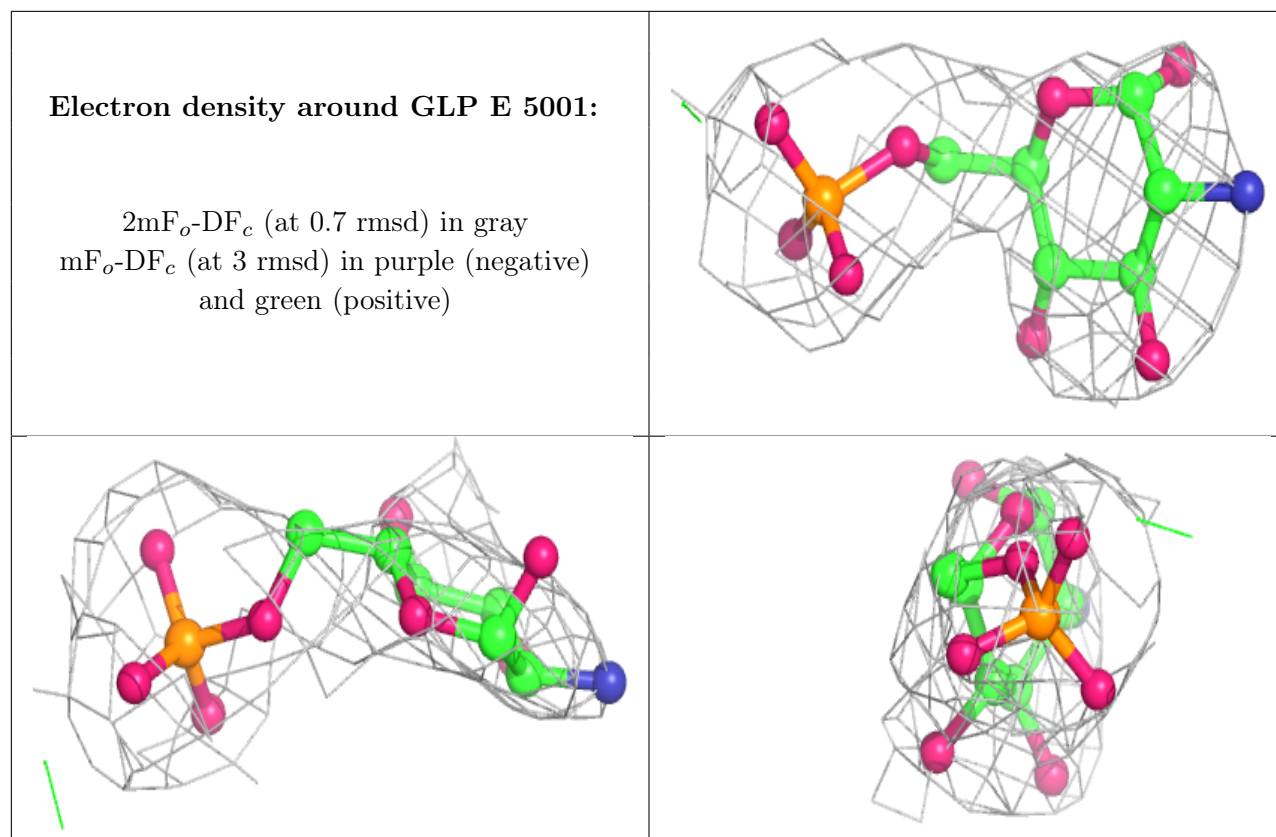 Electron density around GLP E 5001:
2mFₒ-DF𝒸 (at 0.7 rmsd) in gray
mFₒ-DF𝒸 (at 3 rmsd) in purple (negative)
and green (positive)